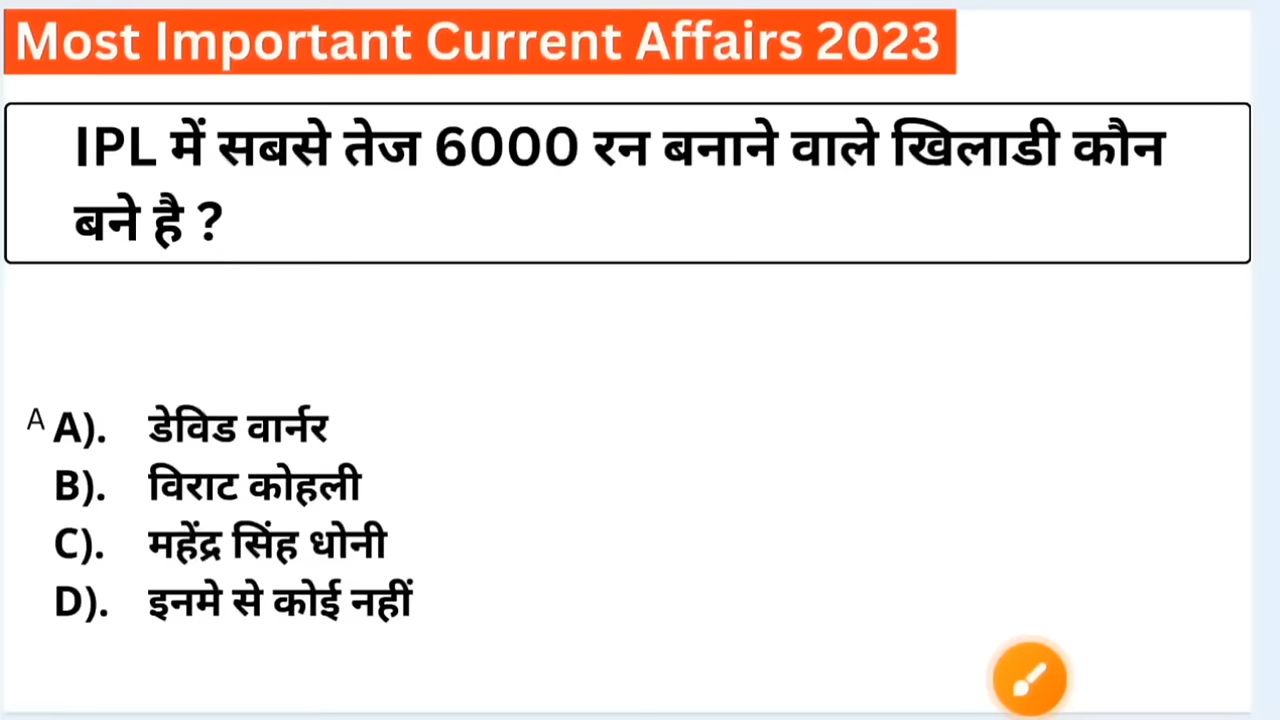 Most Important Current Affairs 2023
IPL में सबसे तेज 6000 रन बनाने वाले खिलाडी कौन
बने है ?
A A). डेविड वार्नर
B). विराट कोहली
C). महेंद्र सिंह धोनी
D). इनमे से कोई नहीं